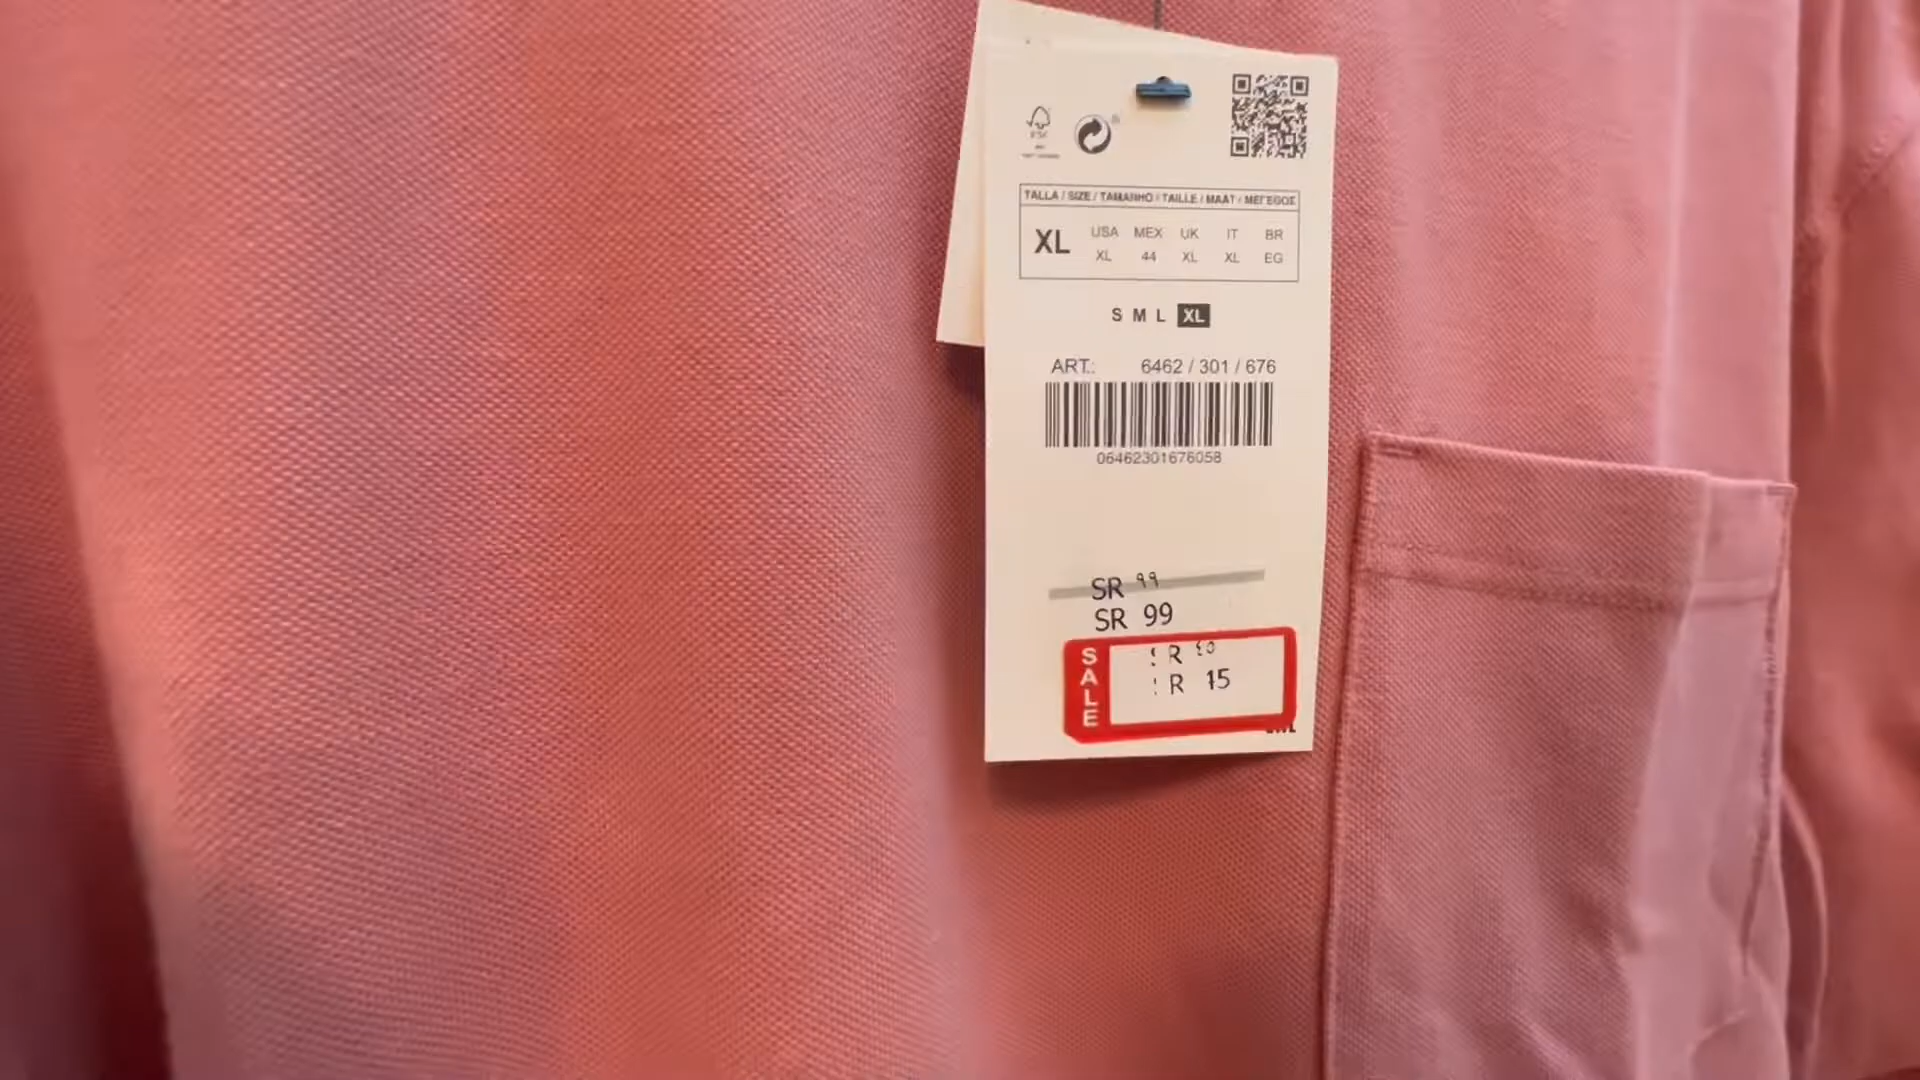 FSC
TALLA / SIZE / TAMANHO / TAILLE / MAAT / ΜΕΓΕΘΟΣ
XL
USA MEX UK IT BR
XL 44 XL XL EG
S M L XL
ART.: 6462 / 301 / 676
06462301676058
SR 99
SR 99
SALE
R
R 15